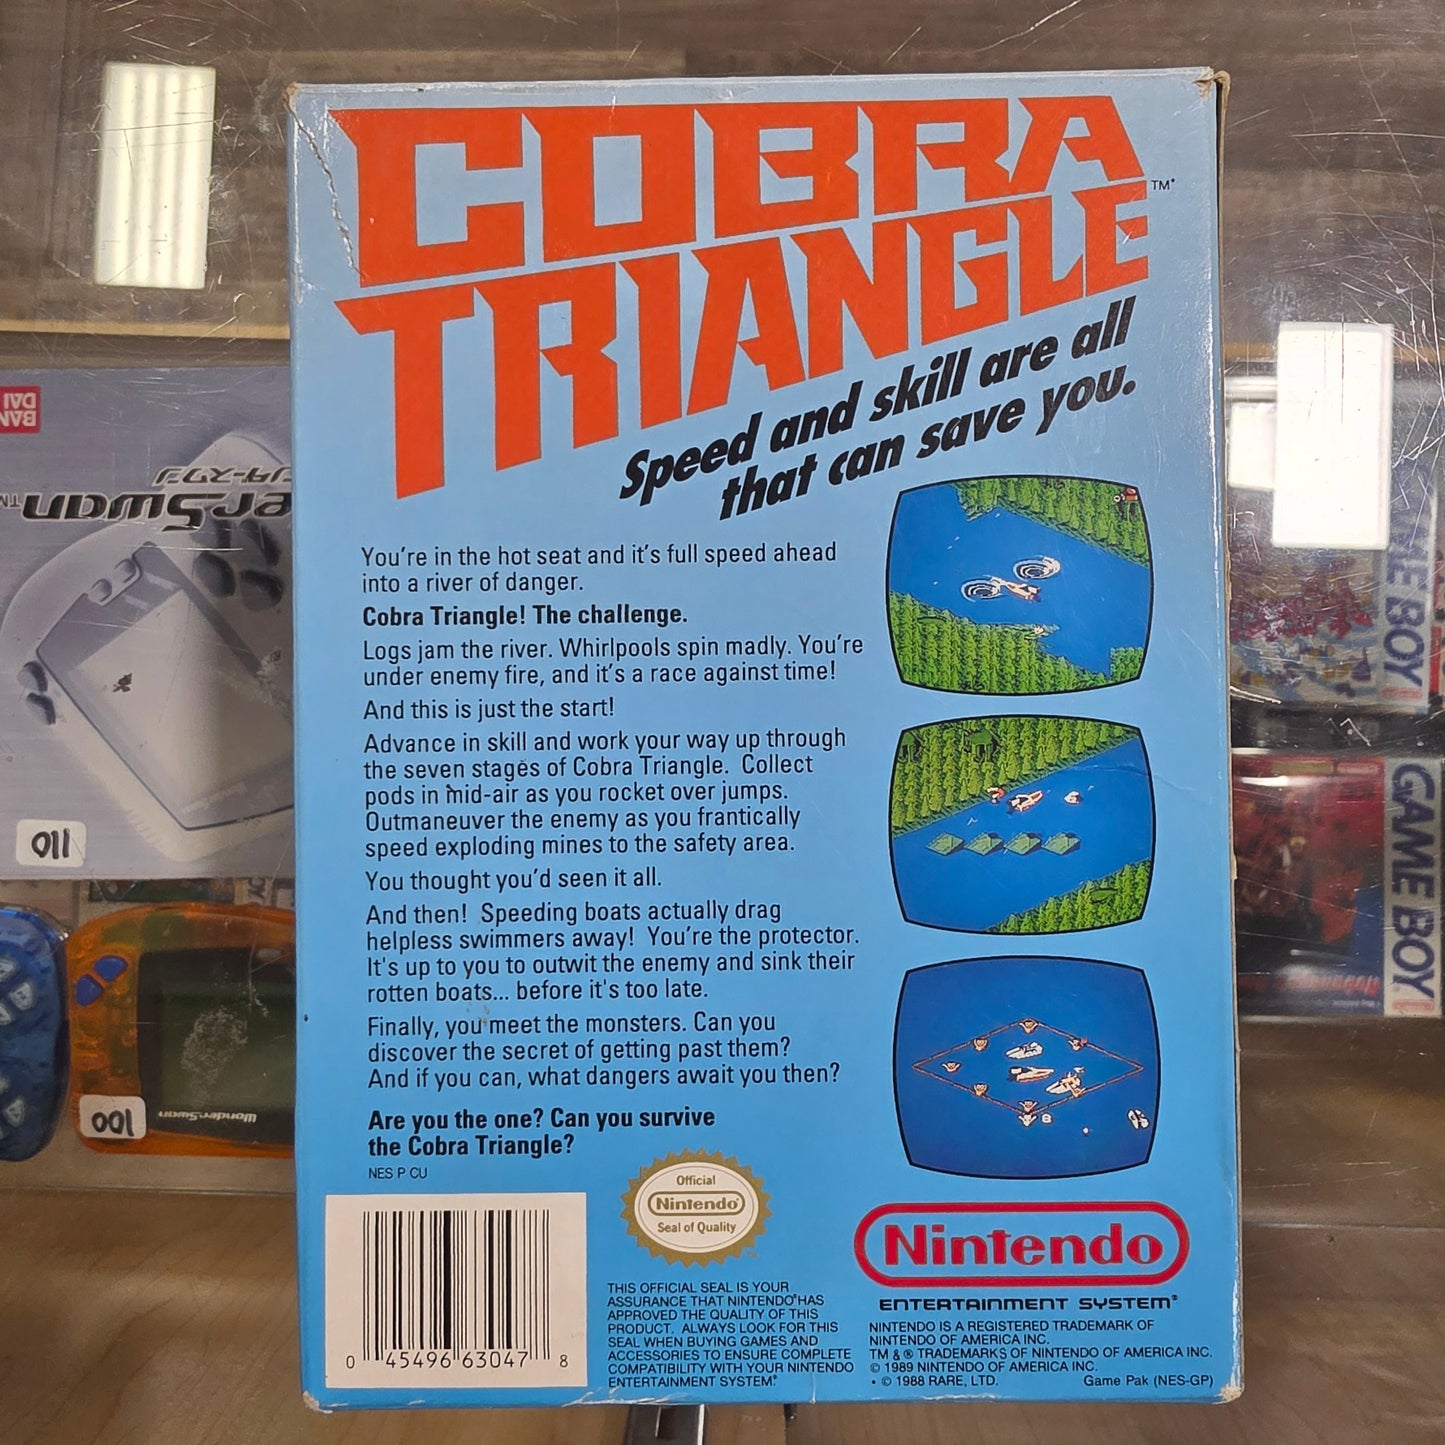 COBRA
TRIANGLE™
Speed and skill are all
that can save you.
You're in the hot seat and it's full speed ahead
into a river of danger.
Cobra Triangle! The challenge.
Logs jam the river. Whirlpools spin madly. You're
under enemy fire, and it's a race against time!
And this is just the start!
Advance in skill and work your way up through
the seven stages of Cobra Triangle. Collect
pods in mid-air as you rocket over jumps.
Outmaneuver the enemy as you frantically
speed exploding mines to the safety area.
You thought you'd seen it all.
And then! Speeding boats actually drag
helpless swimmers away! You're the protector.
It's up to you to outwit the enemy and sink their
rotten boats... before it's too late.
Finally, you meet the monsters. Can you
discover the secret of getting past them?
And if you can, what dangers await you then?
Are you the one? Can you survive
the Cobra Triangle?
NES P CU
0 45496 63047 8
Official
Nintendo
Seal of Quality
THIS OFFICIAL SEAL IS YOUR
ASSURANCE THAT NINTENDO® HAS
APPROVED THE QUALITY OF THIS
PRODUCT. ALWAYS LOOK FOR THIS
SEAL WHEN BUYING GAMES AND
ACCESSORIES TO ENSURE COMPLETE
COMPATIBILITY WITH YOUR NINTENDO
ENTERTAINMENT SYSTEM®.
Nintendo®
ENTERTAINMENT SYSTEM®
NINTENDO IS A REGISTERED TRADEMARK OF
NINTENDO OF AMERICA INC.
TM & ® TRADEMARKS OF NINTENDO OF AMERICA INC.
© 1989 NINTENDO OF AMERICA INC.
• © 1988 RARE, LTD. Game Pak (NES-GP)
8
BAN
DAI
erSwan™
011
001
WonderSwan
GAME BOY
GAME BOY